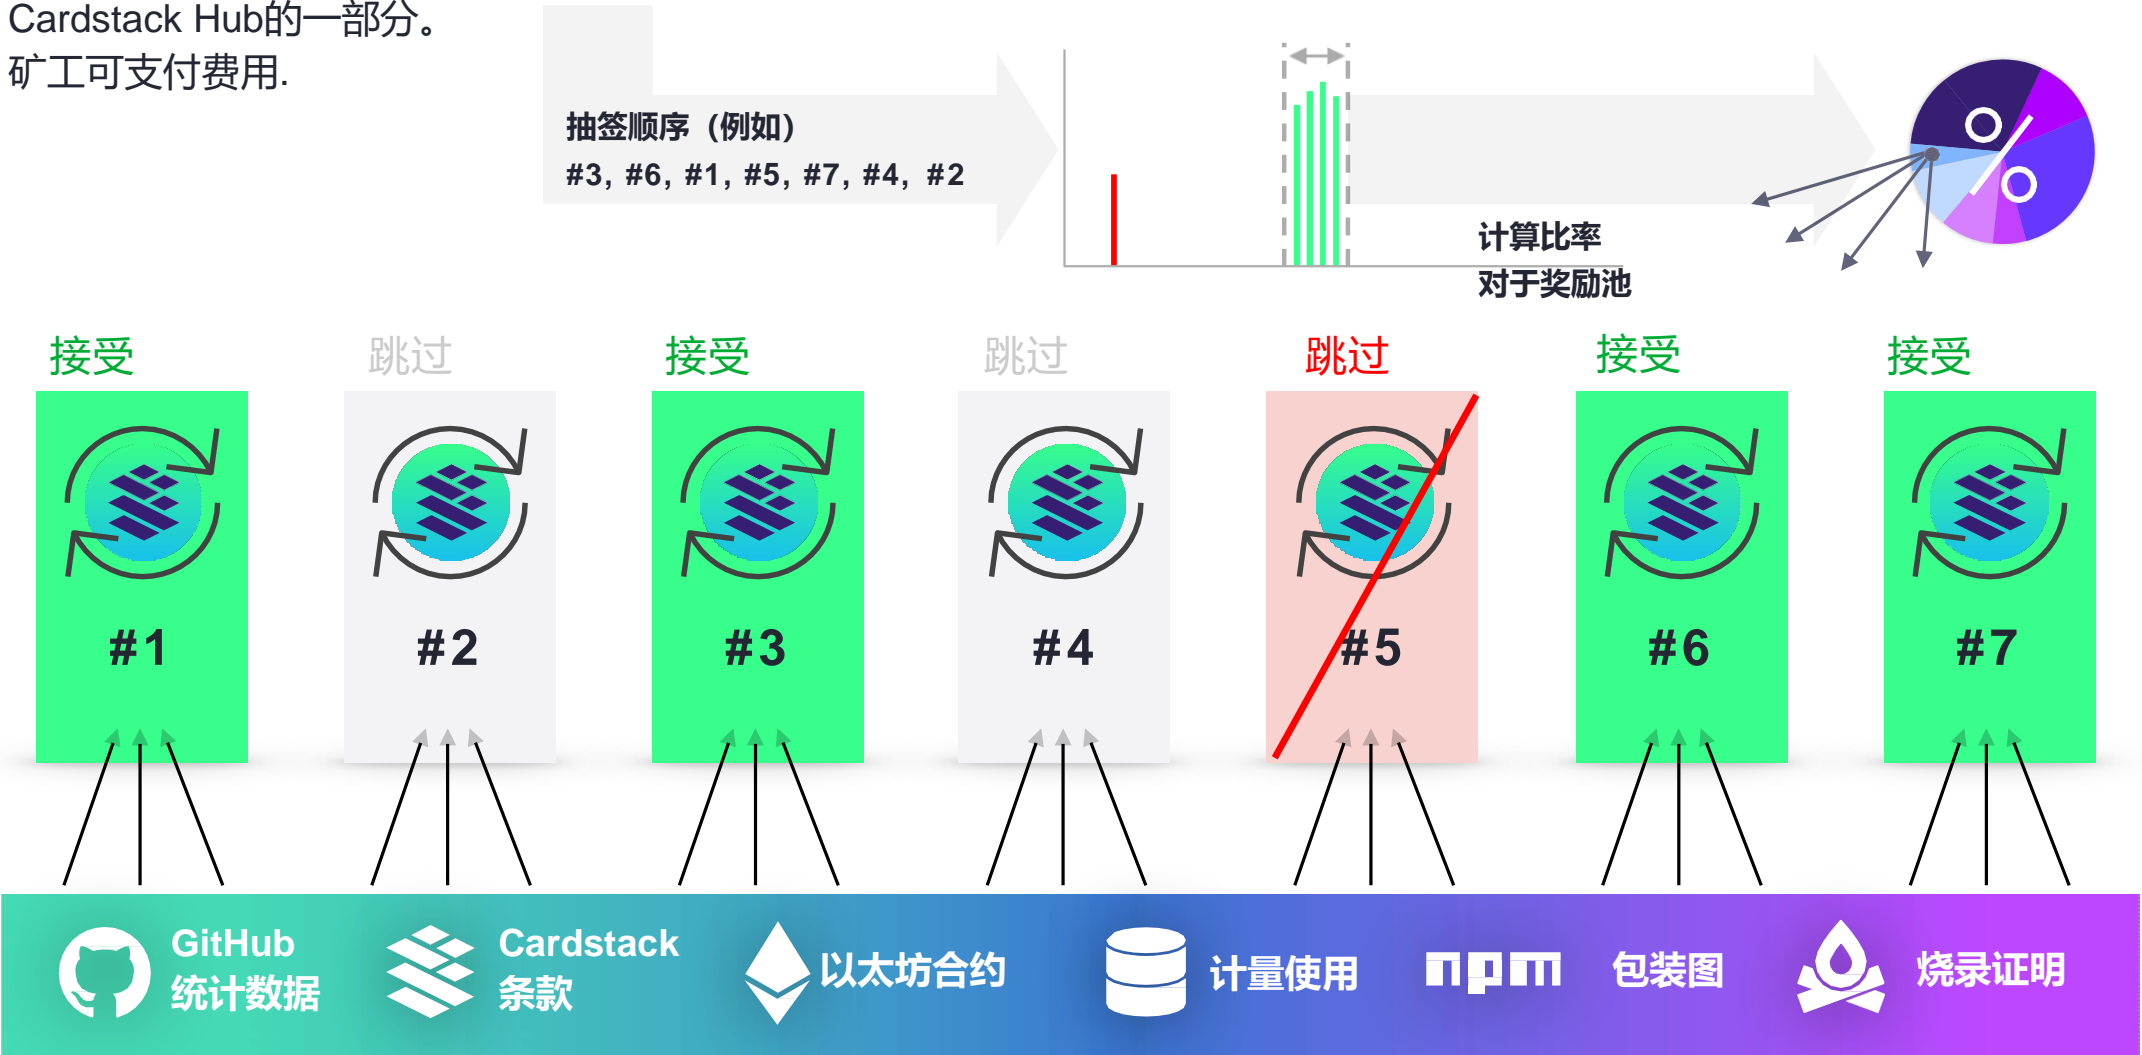 Cardstack Hub的一部分。
矿工可支付费用.
抽签顺序（例如）
#3, #6, #1, #5, #7, #4, #2
计算比率
对于奖励池
接受
跳过
接受
跳过
跳过
接受
接受
#1
#2
#3
#4
#5
#6
#7
GitHub
统计数据
Cardstack
条款
以太坊合约
计量使用
npm
包装图
烧录证明